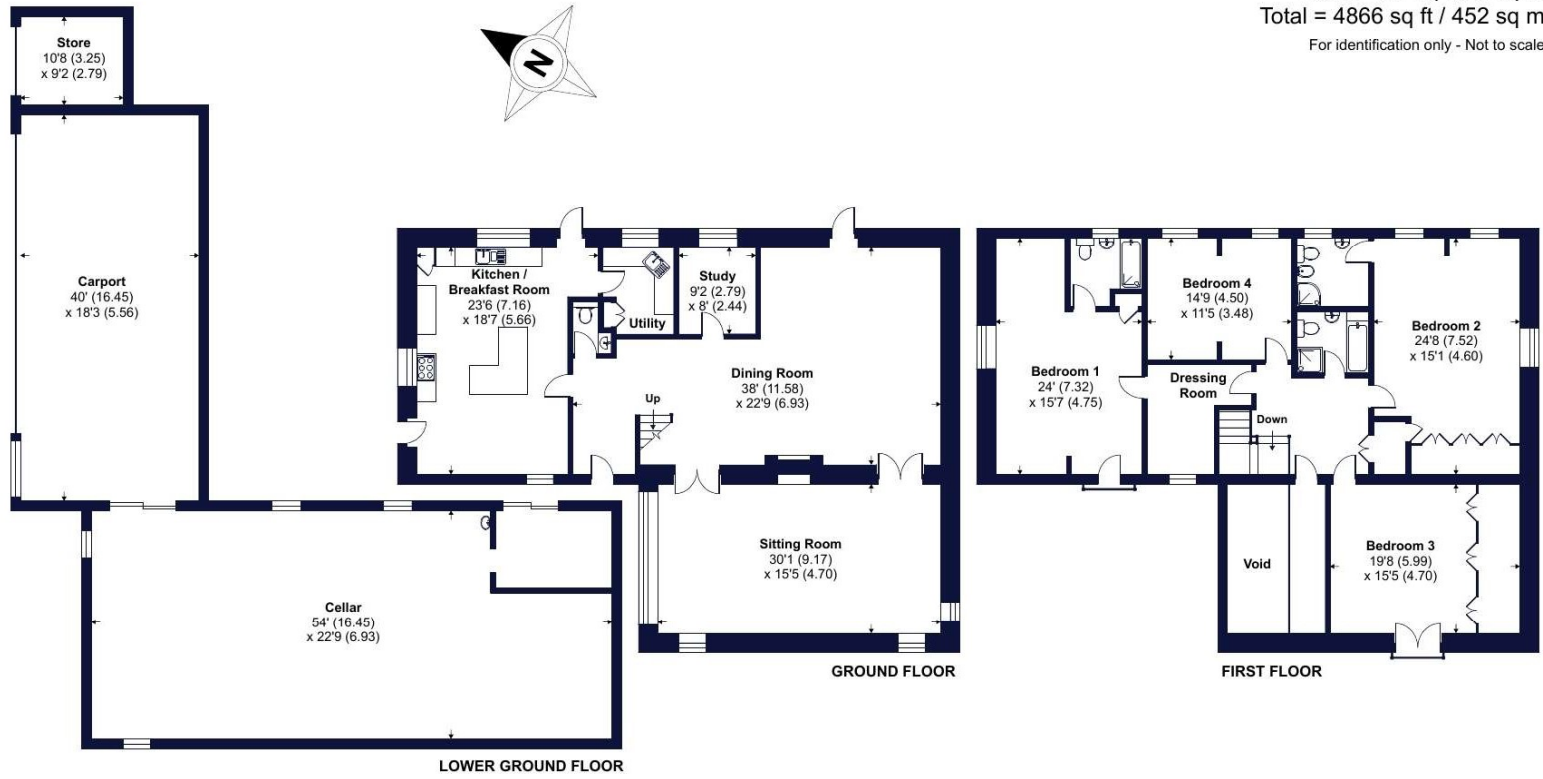 Total = 4866 sq ft / 452 sq m
For identification only - Not to scale
N
Store
10'8 (3.25)
x 9'2 (2.79)
Carport
40' (16.45)
x 18'3 (5.56)
Cellar
54' (16.45)
x 22'9 (6.93)
LOWER GROUND FLOOR
Kitchen /
Breakfast Room
23'6 (7.16)
x 18'7 (5.66)
Utility
Study
9'2 (2.79)
x 8' (2.44)
Dining Room
38' (11.58)
x 22'9 (6.93)
Up
Sitting Room
30'1 (9.17)
x 15'5 (4.70)
GROUND FLOOR
Bedroom 1
24' (7.32)
x 15'7 (4.75)
Bedroom 4
14'9 (4.50)
x 11'5 (3.48)
Dressing
Room
Down
Bedroom 2
24'8 (7.52)
x 15'1 (4.60)
Void
Bedroom 3
19'8 (5.99)
x 15'5 (4.70)
FIRST FLOOR